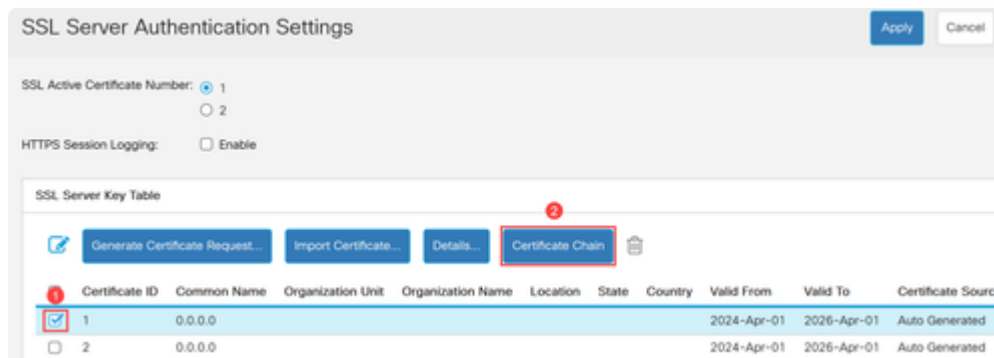 SSL Server Authentication Settings
Apply Cancel
SSL Active Certificate Number: 1
2
HTTPS Session Logging: Enable
SSL Server Key Table
2
Generate Certificate Request... Import Certificate... Details... Certificate Chain
1 Certificate ID Common Name Organization Unit Organization Name Location State Country Valid From Valid To Certificate Sourc
1 0.0.0.0 2024-Apr-01 2026-Apr-01 Auto Generated
2 0.0.0.0 2024-Apr-01 2026-Apr-01 Auto Generated